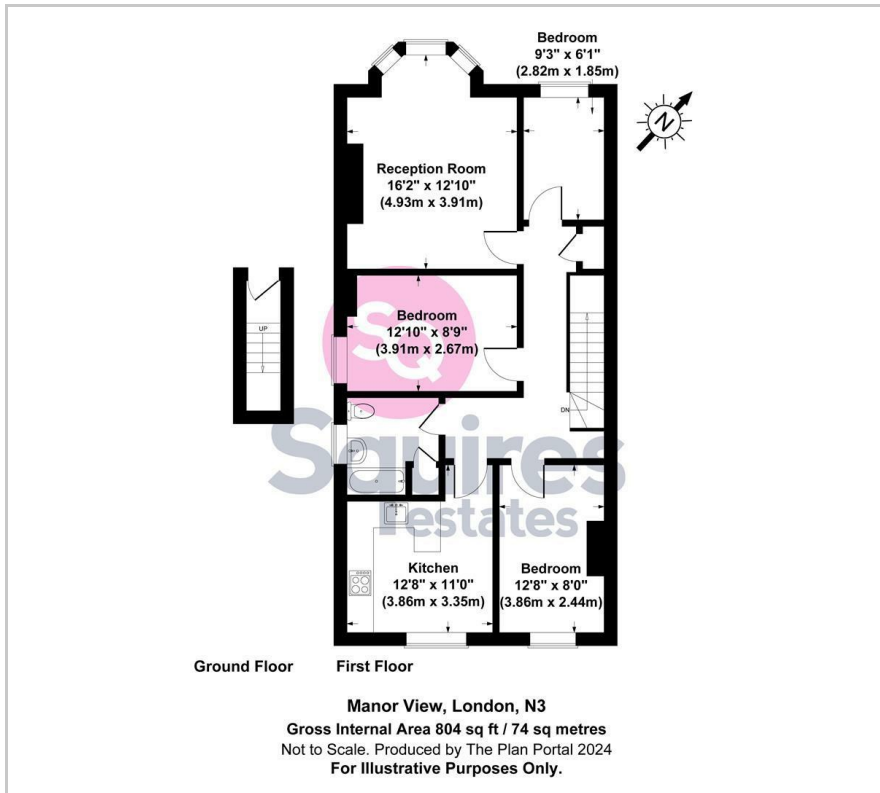 Bedroom
9'3" x 6'1"
(2.82m x 1.85m)
N
Reception Room
16'2" x 12'10"
(4.93m x 3.91m)
UP
SQ
Bedroom
12'10" x 8'9"
(3.91m x 2.67m)
DN
Squires
estates
Kitchen
12'8" x 11'0"
(3.86m x 3.35m)
Bedroom
12'8" x 8'0"
(3.86m x 2.44m)
Ground Floor
First Floor
Manor View, London, N3
Gross Internal Area 804 sq ft / 74 sq metres
Not to Scale. Produced by The Plan Portal 2024
For Illustrative Purposes Only.